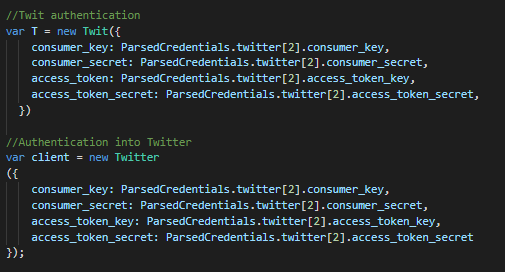 //Twit authentication
var T = new Twit({
consumer_key: ParsedCredentials.twitter[2].consumer_key,
consumer_secret: ParsedCredentials.twitter[2].consumer_secret,
access_token: ParsedCredentials.twitter[2].access_token_key,
access_token_secret: ParsedCredentials.twitter[2].access_token_secret,
})
//Authentication into Twitter
var client = new Twitter
({
consumer_key: ParsedCredentials.twitter[2].consumer_key,
consumer_secret: ParsedCredentials.twitter[2].consumer_secret,
access_token_key: ParsedCredentials.twitter[2].access_token_key,
access_token_secret: ParsedCredentials.twitter[2].access_token_secret
});